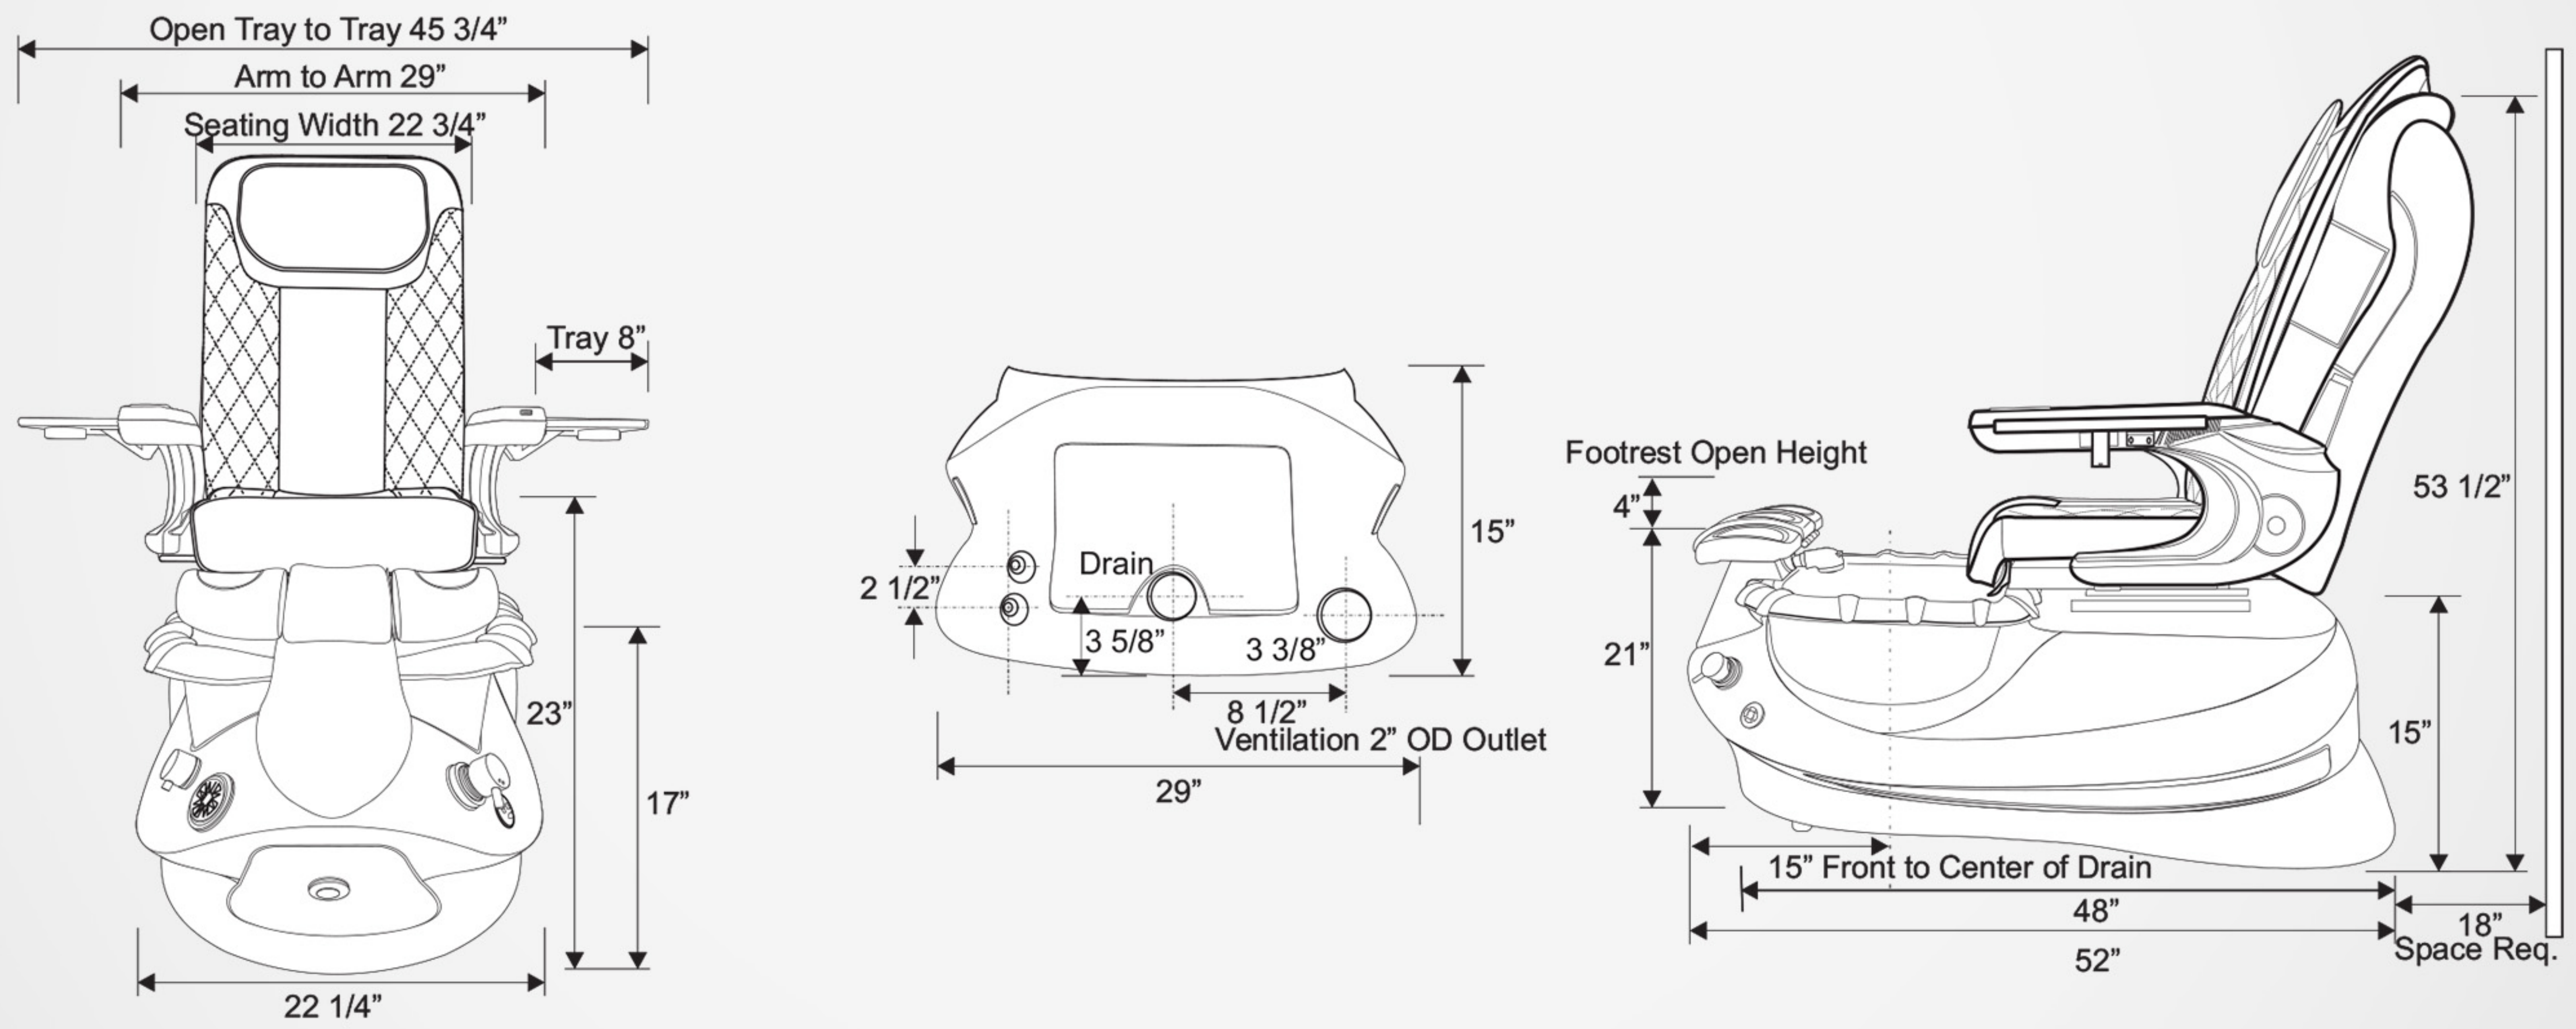 Open Tray to Tray 45 3/4”
Arm to Arm 29”
Seating Width 22 3/4”
Tray 8”
23”
17”
22 1/4”
Drain
2 1/2”
3 5/8”
3 3/8”
15”
8 1/2”
Ventilation 2” OD Outlet
29”
Footrest Open Height
4”
21”
53 1/2”
15”
15” Front to Center of Drain
48”
52”
18”
Space Req.